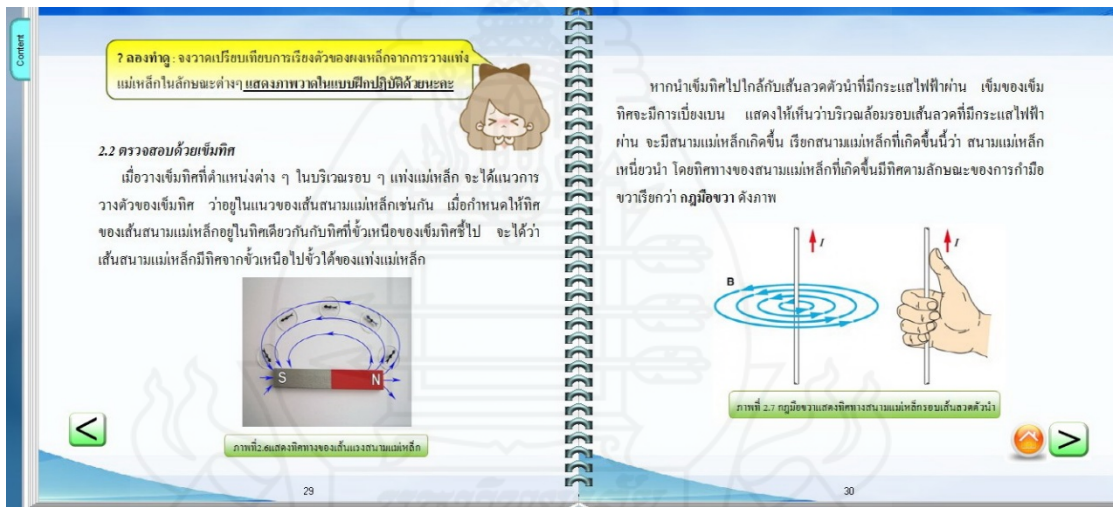 Content
? ลองทำดู : จงวาดเปรียบเทียบการเรียงตัวของผงเหล็กจากการวางแท่ง
แม่เหล็กในลักษณะต่างๆ แสดงภาพวาดในแบบฝึกปฏิบัติด้วยนะคะ
2.2 ตรวจสอบด้วยเข็มทิศ
เมื่อวางเข็มทิศที่ตำแหน่งต่าง ๆ ในบริเวณรอบ ๆ แท่งแม่เหล็ก จะได้แนวการ
วางตัวของเข็มทิศ ว่าอยู่ในแนวของเส้นสนามแม่เหล็กเช่นกัน เมื่อกำหนดให้ทิศ
ของเส้นสนามแม่เหล็กอยู่ในทิศเดียวกันกับทิศที่ขั้วเหนือของเข็มทิศชี้ไป จะได้ว่า
เส้นสนามแม่เหล็กมีทิศจากขั้วเหนือไปขั้วใต้ของแท่งแม่เหล็ก
S N
<
ภาพที่2.6แสดงทิศทางของเส้นแรงสนามแม่เหล็ก
29
หากนำเข็มทิศไปใกล้กับเส้นลวดตัวนำที่มีกระแสไฟฟ้าผ่าน เข็มของเข็ม
ทิศจะมีการเบี่ยงเบน แสดงให้เห็นว่าบริเวณล้อมรอบเส้นลวดที่มีกระแสไฟฟ้า
ผ่าน จะมีสนามแม่เหล็กเกิดขึ้น เรียกสนามแม่เหล็กที่เกิดขึ้นนี้ว่า สนามแม่เหล็ก
เหนี่ยวนำ โดยทิศทางของสนามแม่เหล็กที่เกิดขึ้นมีทิศตามลักษณะของการกำมือ
ขวาเรียกว่า กฎมือขวา ดังภาพ
I I
B
ภาพที่ 2.7 กฎมือขวาแสดงทิศทางสนามแม่เหล็กรอบเส้นลวดตัวนำ
>
30